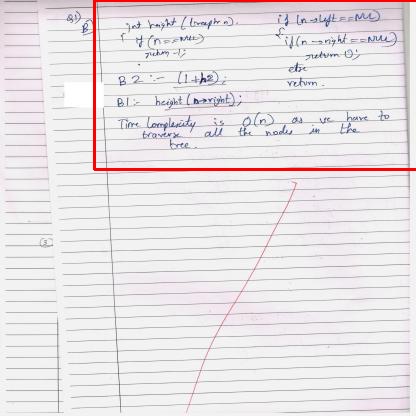 Q1)
B)
int height (
{
if (n == NULL)
return -1;
B2 :- (1+h2);
B1:- height(n→right);
if (n→left == NULL)
{
if(n→right == NULL)
return 0;
else
return.
Time Complexity is O(n) as we have to
traverse all the nodes in the
tree.
3